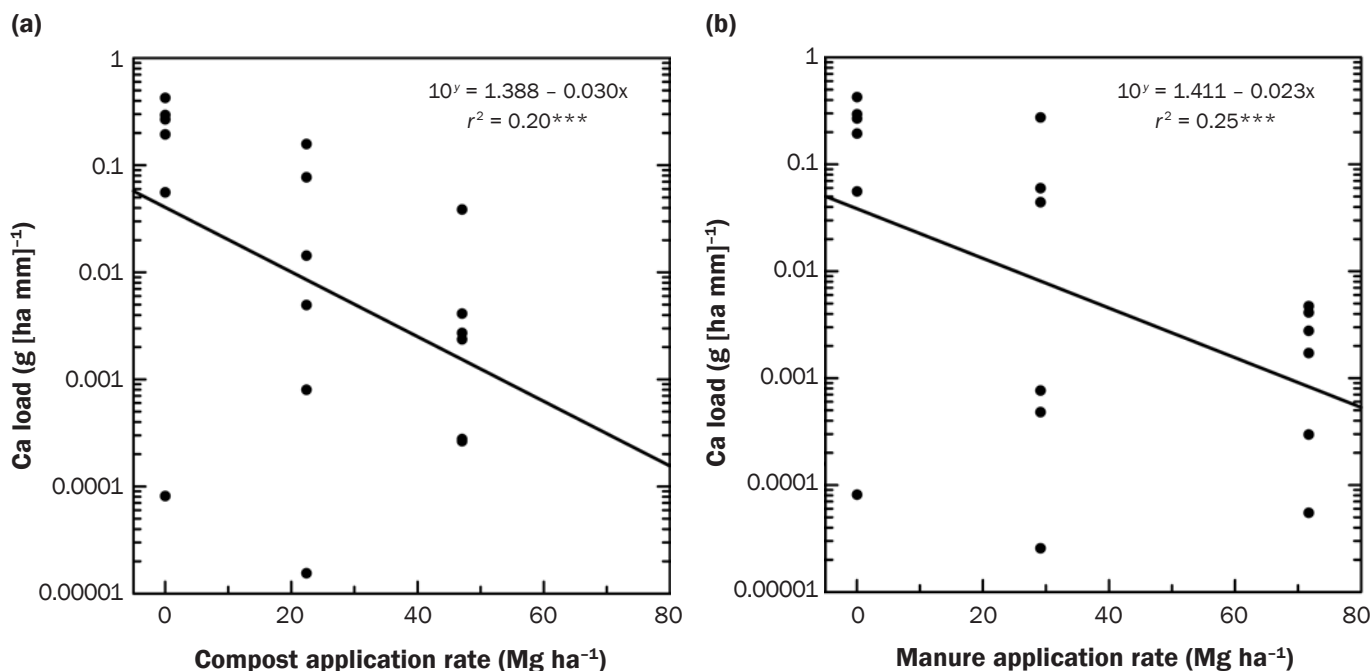 (a)
10ʸ = 1.388 – 0.030x
r² = 0.20***
1
0.1
0.01
0.001
0.0001
0.00001
Ca load (g [ha mm]⁻¹)
0 20 40 60 80
Compost application rate (Mg ha⁻¹)
(b)
10ʸ = 1.411 – 0.023x
r² = 0.25***
1
0.1
0.01
0.001
0.0001
0.00001
Ca load (g [ha mm]⁻¹)
0 20 40 60 80
Manure application rate (Mg ha⁻¹)